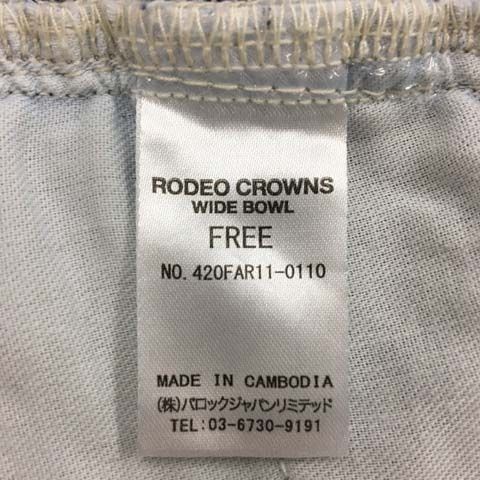 RODEO CROWNS
WIDE BOWL
FREE
NO. 420FAR11-0110
MADE IN CAMBODIA
(株)バロックジャパンリミテッド
TEL:03-6730-9191